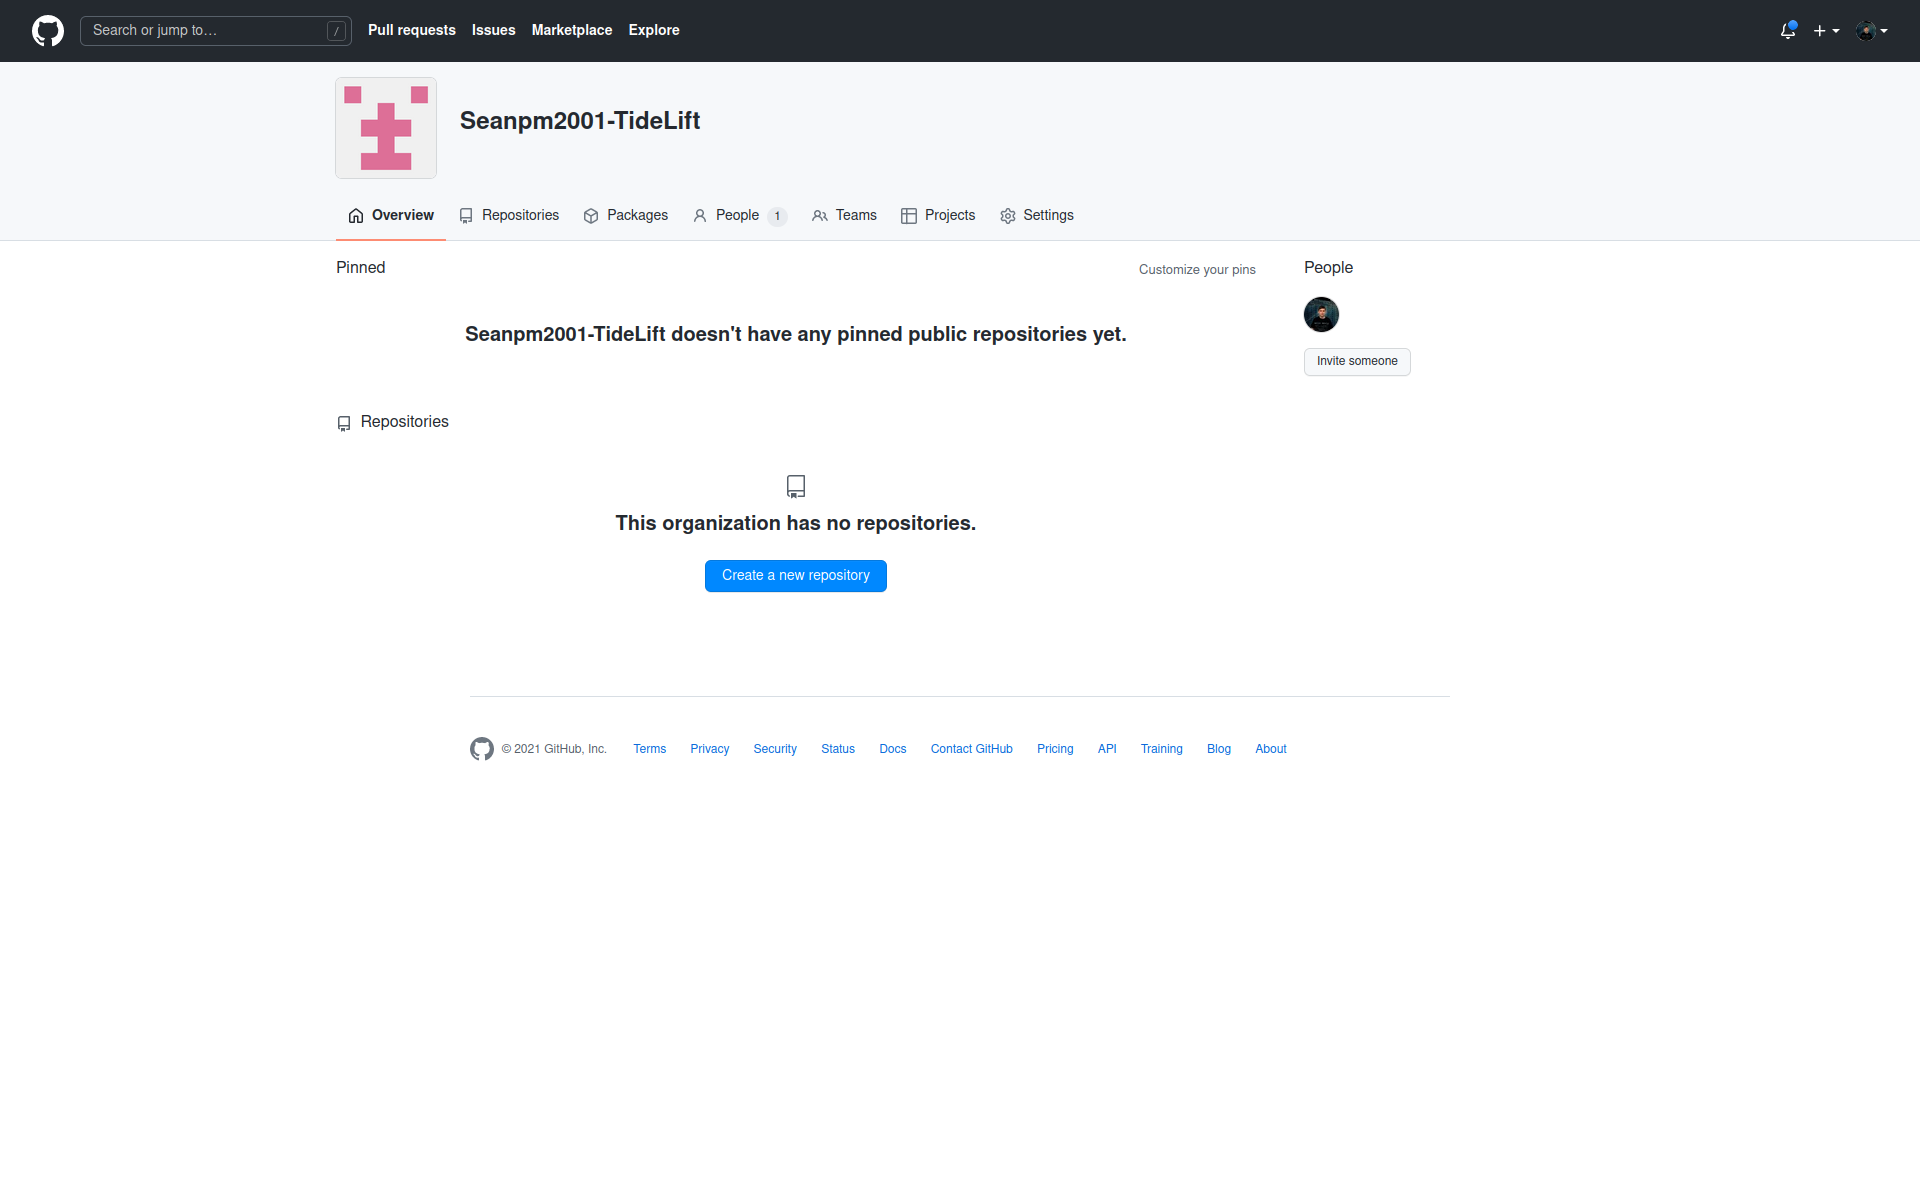 Search or jump to… /
Pull requests Issues Marketplace Explore
Seanpm2001-TideLift
Overview Repositories Packages People 1 Teams Projects Settings
Pinned
Customize your pins
Seanpm2001-TideLift doesn't have any pinned public repositories yet.
People
Invite someone
Repositories
This organization has no repositories.
Create a new repository
© 2021 GitHub, Inc. Terms Privacy Security Status Docs Contact GitHub Pricing API Training Blog About